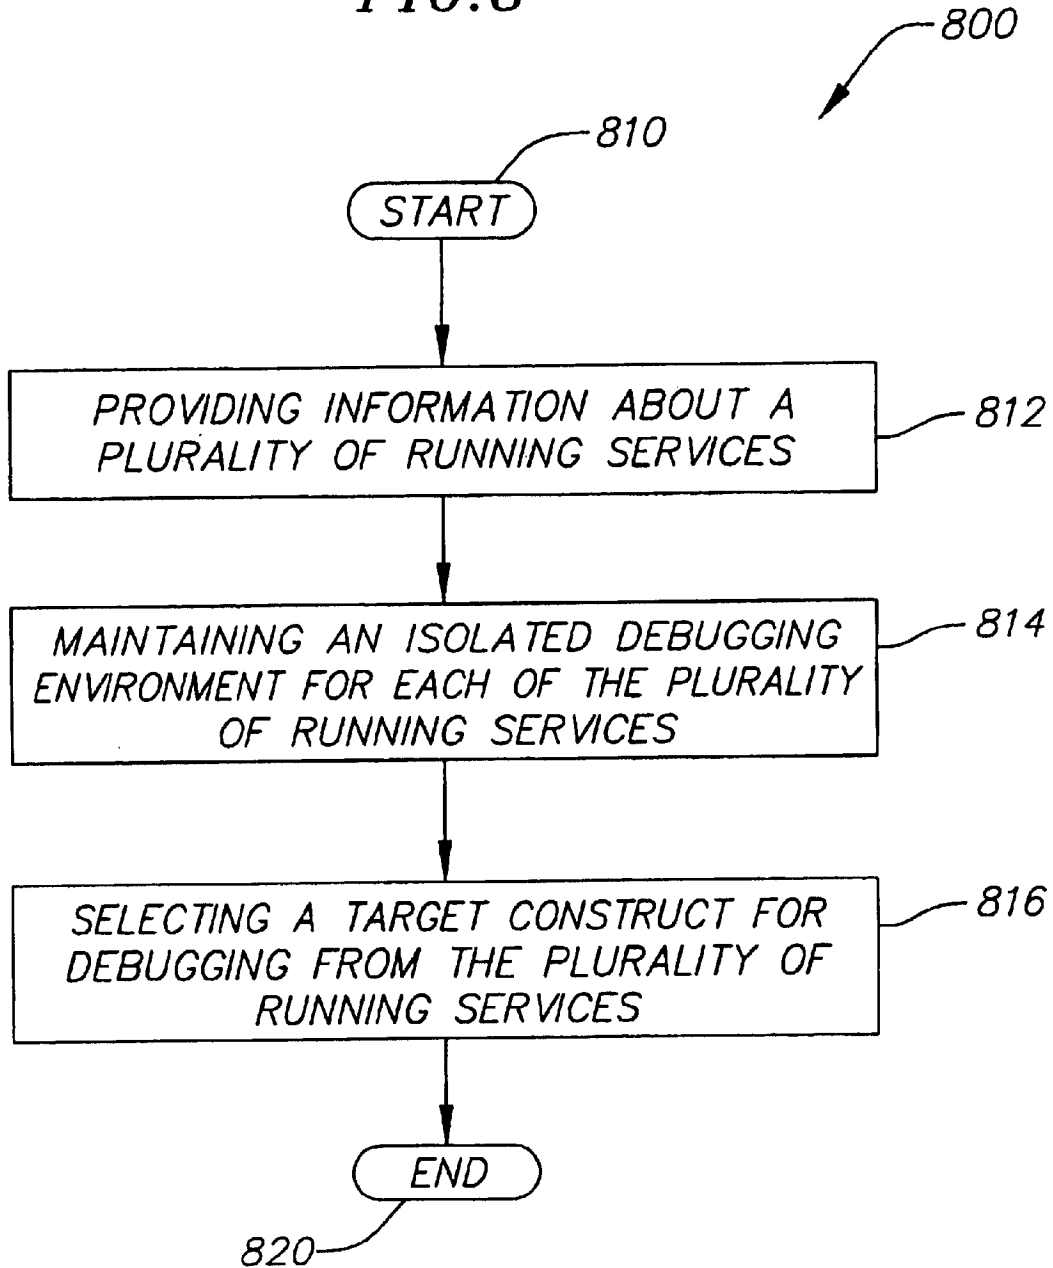 FIG.8
800
810
START
PROVIDING INFORMATION ABOUT A
PLURALITY OF RUNNING SERVICES
812
MAINTAINING AN ISOLATED DEBUGGING
ENVIRONMENT FOR EACH OF THE PLURALITY
OF RUNNING SERVICES
814
SELECTING A TARGET CONSTRUCT FOR
DEBUGGING FROM THE PLURALITY OF
RUNNING SERVICES
816
END
820